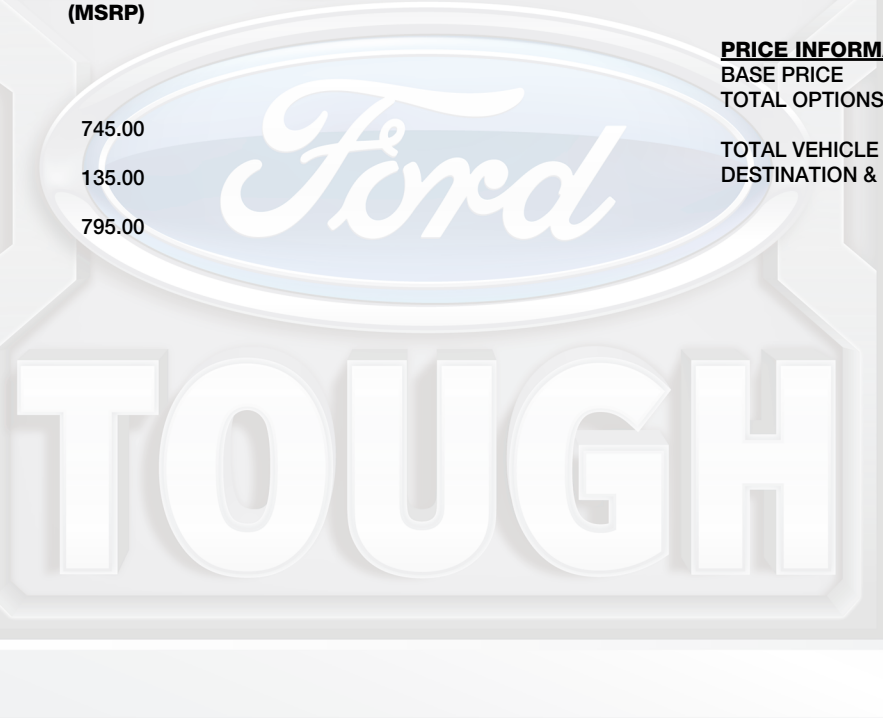 (MSRP)
745.00
135.00
795.00
PRICE INFORM
BASE PRICE
TOTAL OPTIONS
TOTAL VEHICLE
DESTINATION &
Ford
TOUGH